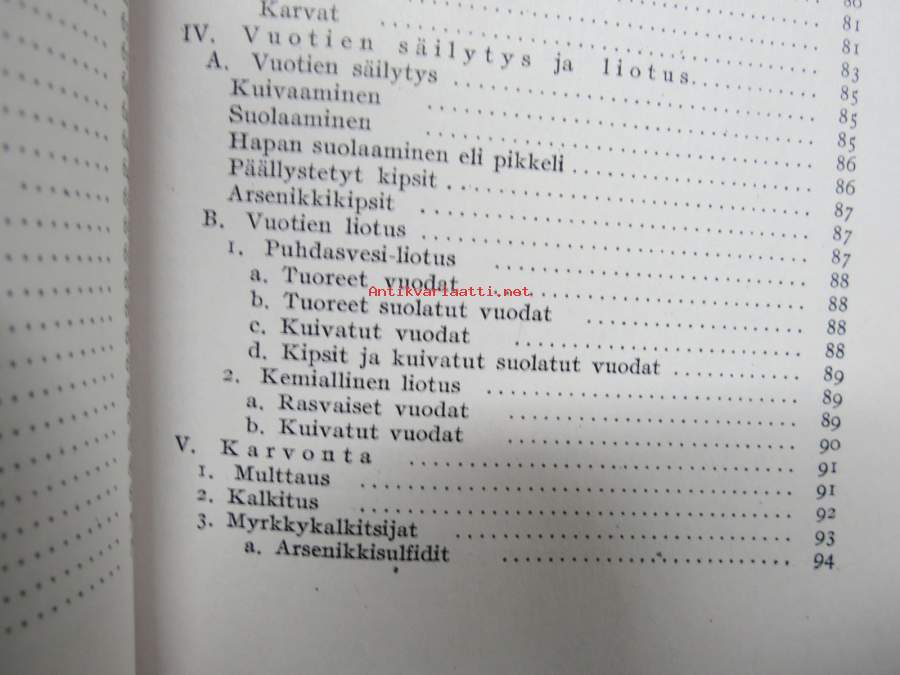 80
81
81
Karvat 83
IV. Vuotien säilytys ja liotus. 85
A. Vuotien säilytys 85
Kuivaaminen 85
Suolaaminen 86
Hapan suolaaminen eli pikkeli 86
Päällystetyt kipsit 87
Arsenikkikipsit 87
B. Vuotien liotus 87
1. Puhdasvesi-liotus 88
a. Tuoreet vuodat 88
Antikvariaatti.net
b. Tuoreet suolatut vuodat 88
c. Kuivatut vuodat 88
d. Kipsit ja kuivatut suolatut vuodat 89
2. Kemiallinen liotus 89
a. Rasvaiset vuodat 89
b. Kuivatut vuodat 90
V. Karvonta 91
1. Multtaus 91
2. Kalkitus 92
3. Myrkkykalkitsijat 93
a. Arsenikkisulfidit 94